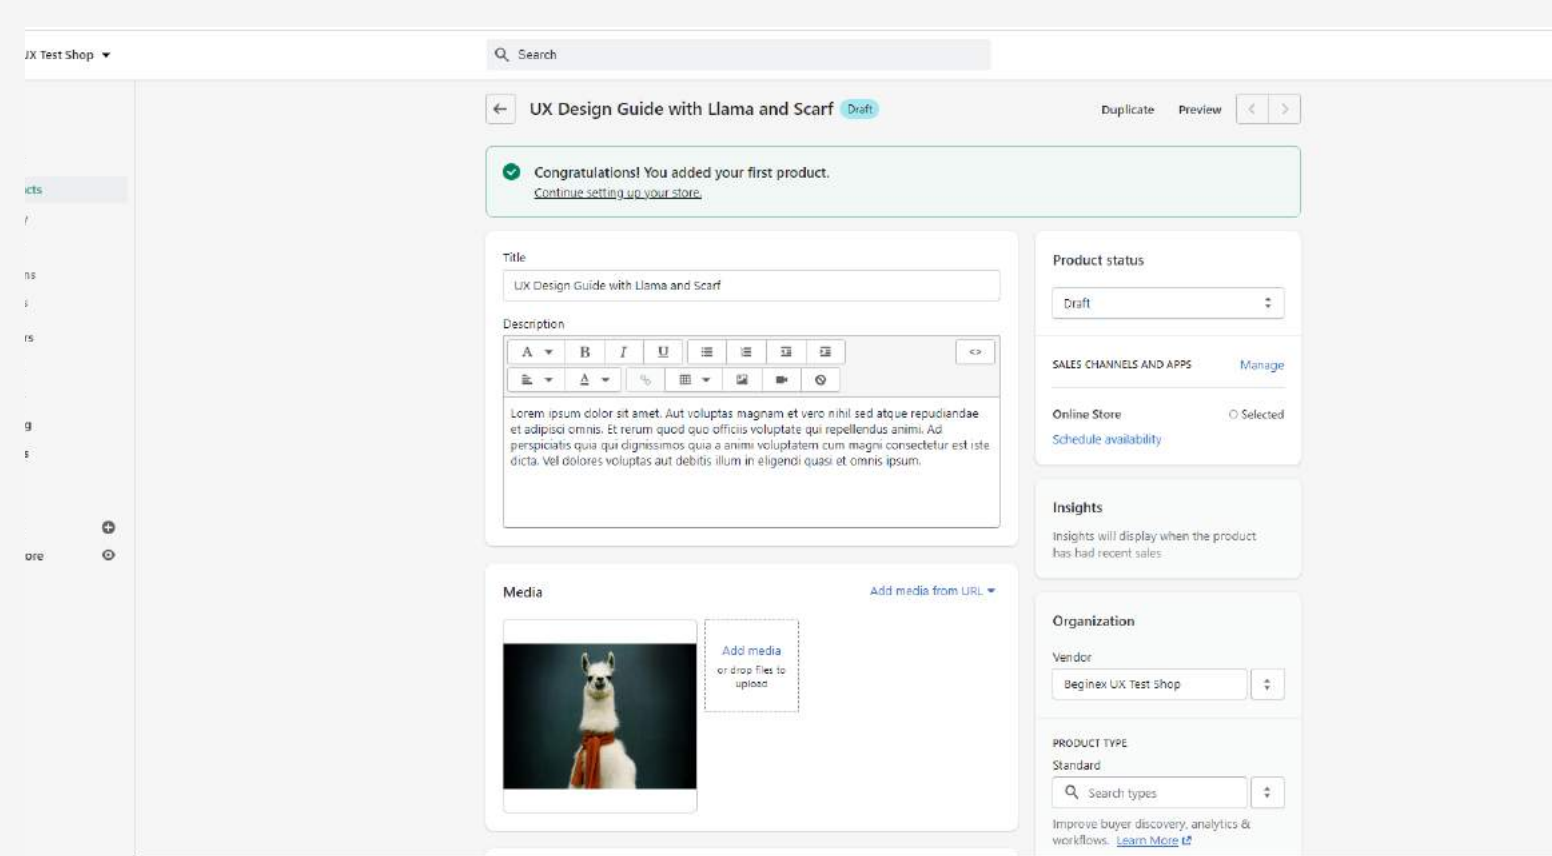 UX Test Shop
Search
UX Design Guide with Llama and Scarf Draft
Duplicate Preview
Congratulations! You added your first product.
Continue setting up your store.
cts
ns
rs
g
s
ore
Title
UX Design Guide with Llama and Scarf
Description
A B I U <>
A
Lorem ipsum dolor sit amet. Aut voluptas magnam et vero nihil sed atque repudiandae
et adipisci omnis. Et rerum quod quo officiis voluptate qui repellendus animi. Ad
perspiciatis quia qui dignissimos quia a animi voluptatem cum magni consectetur est iste
dicta. Vel dolores voluptas aut debitis illum in eligendi quasi et omnis ipsum.
Media
Add media from URL
Add media
or drop files to
upload
Product status
Draft
SALES CHANNELS AND APPS Manage
Online Store Selected
Schedule availability
Insights
Insights will display when the product
has had recent sales
Organization
Vendor
Beginex UX Test Shop
PRODUCT TYPE
Standard
Search types
Improve buyer discovery, analytics &
workflows. Learn More